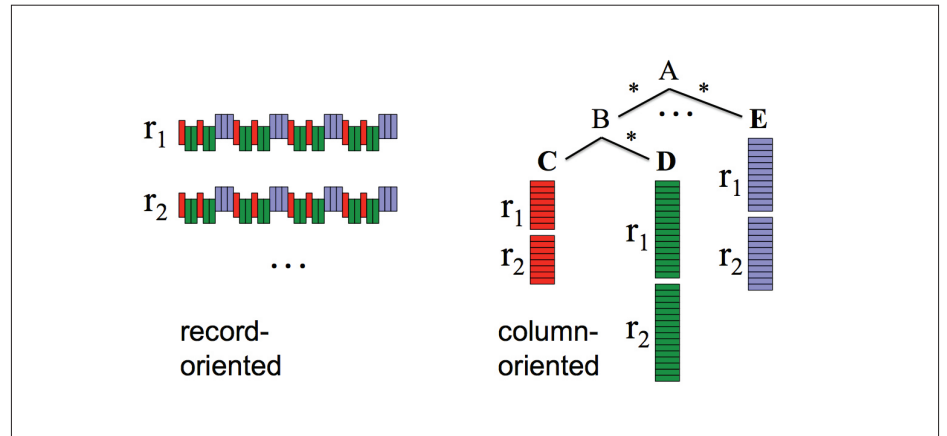 r1
r2
...
record-
oriented
A
* *
B ... E
*
C D
r1
r2
r1
r2
r1
r2
column-
oriented